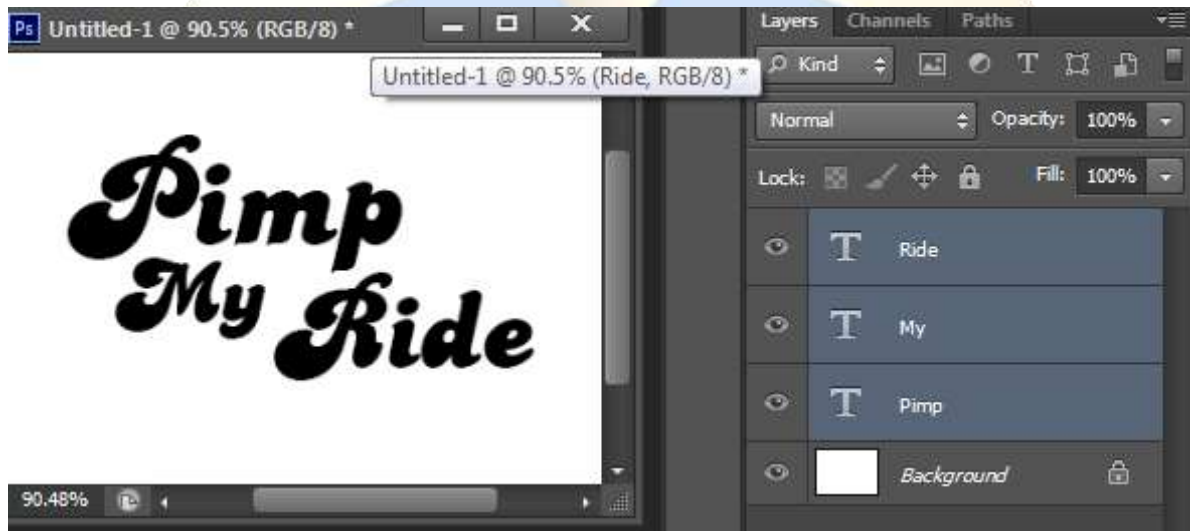 Ps Untitled-1 @ 90.5% (RGB/8) *
Untitled-1 @ 90.5% (Ride, RGB/8) *
Pimp
My
Ride
90.48%
Layers Channels Paths
Kind T
Normal Opacity: 100%
Lock: Fill: 100%
T Ride
T My
T Pimp
Background